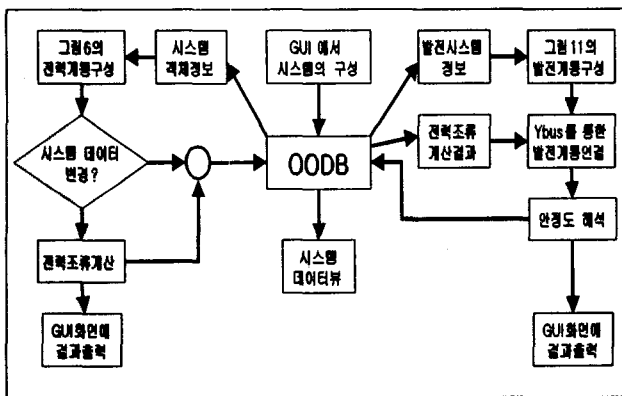 그림6의
전력계통구성
시스템
객체정보
GUI 에서
시스템의 구성
발전시스템
정보
그림11의
발전계통구성
시스템 데이터
변경?
OODB
전력조류
계산결과
Ybus를 통한
발전계통연결
안정도 해석
전력조류계산
시스템
데이터뷰
GUI화면에
결과출력
GUI화면에
결과출력